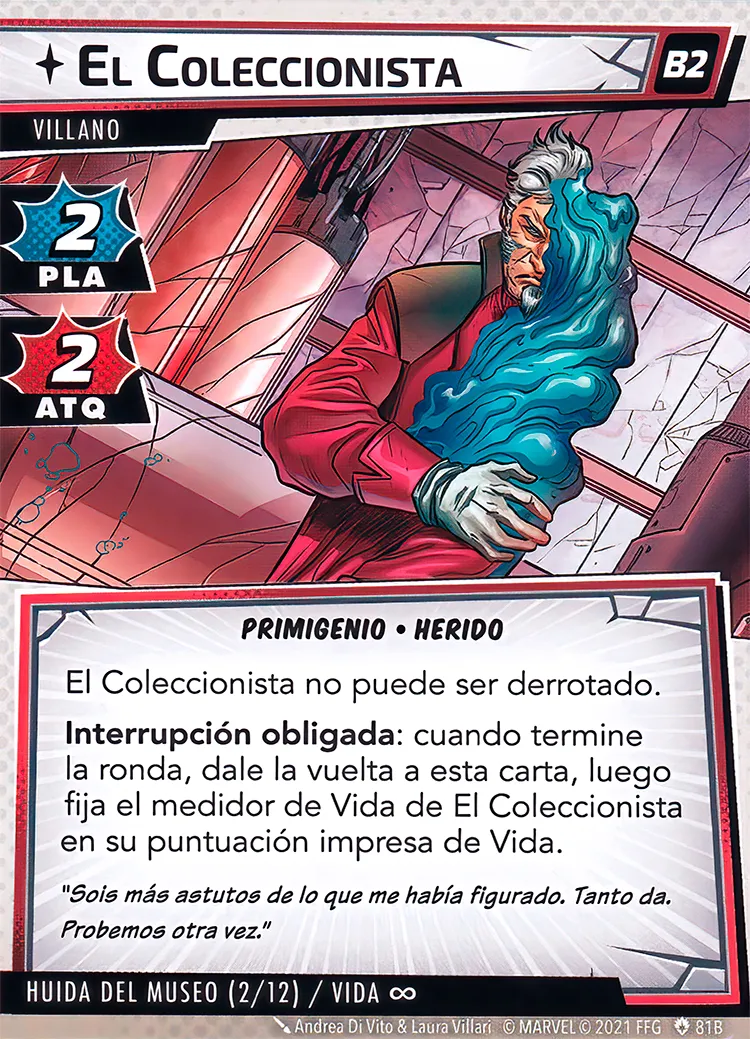 El Coleccionista
B2
VILLANO
2
PLA
2
ATQ
PRIMIGENIO • HERIDO
El Coleccionista no puede ser derrotado.
Interrupción obligada: cuando termine
la ronda, dale la vuelta a esta carta, luego
fija el medidor de Vida de El Coleccionista
en su puntuación impresa de Vida.
"Sois más astutos de lo que me había figurado. Tanto da.
Probemos otra vez."
HUIDA DEL MUSEO (2/12) / VIDA ∞
Andrea Di Vito & Laura Villari © MARVEL © 2021 FFG 81B